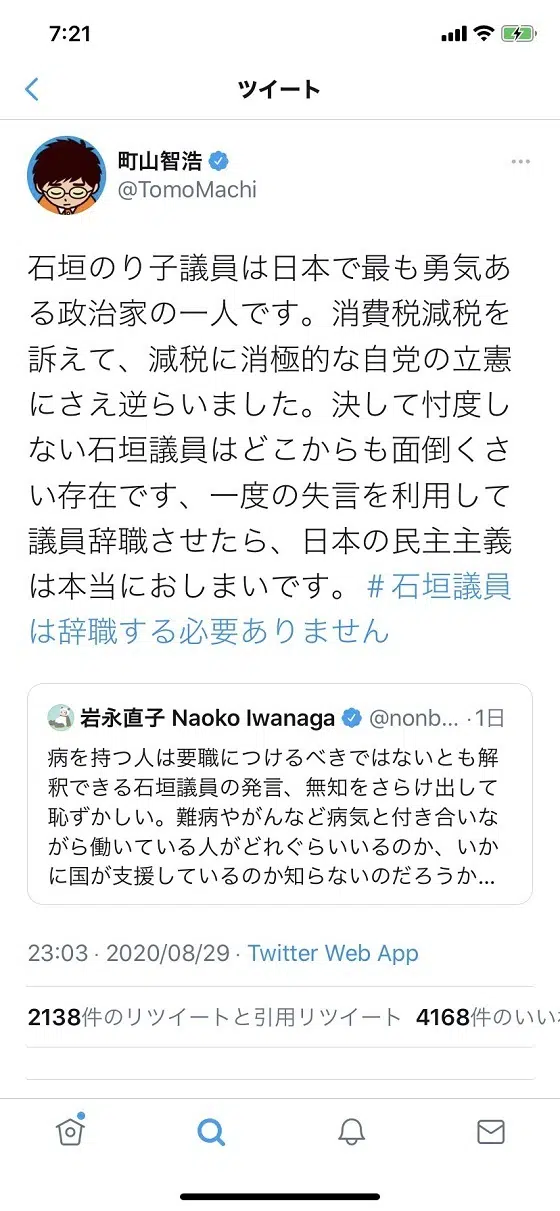 7:21
ツイート
町山智浩
@TomoMachi
石垣のり子議員は日本で最も勇気あ
る政治家の一人です。消費税減税を
訴えて、減税に消極的な自党の立憲
にさえ逆らいました。決して忖度し
ない石垣議員はどこからも面倒くさ
い存在です、一度の失言を利用して
議員辞職させたら、日本の民主主義
は本当におしまいです。#石垣議員
は辞職する必要ありません
岩永直子 Naoko Iwanaga @nonb... ·1日
病を持つ人は要職につけるべきではないとも解
釈できる石垣議員の発言、無知をさらけ出して
恥ずかしい。難病やがんなど病気と付き合いな
がら働いている人がどれぐらいいるのか、いか
に国が支援しているのか知らないのだろうか...
23:03 · 2020/08/29 · Twitter Web App
2138件のリツイートと引用リツイート 4168件のいい